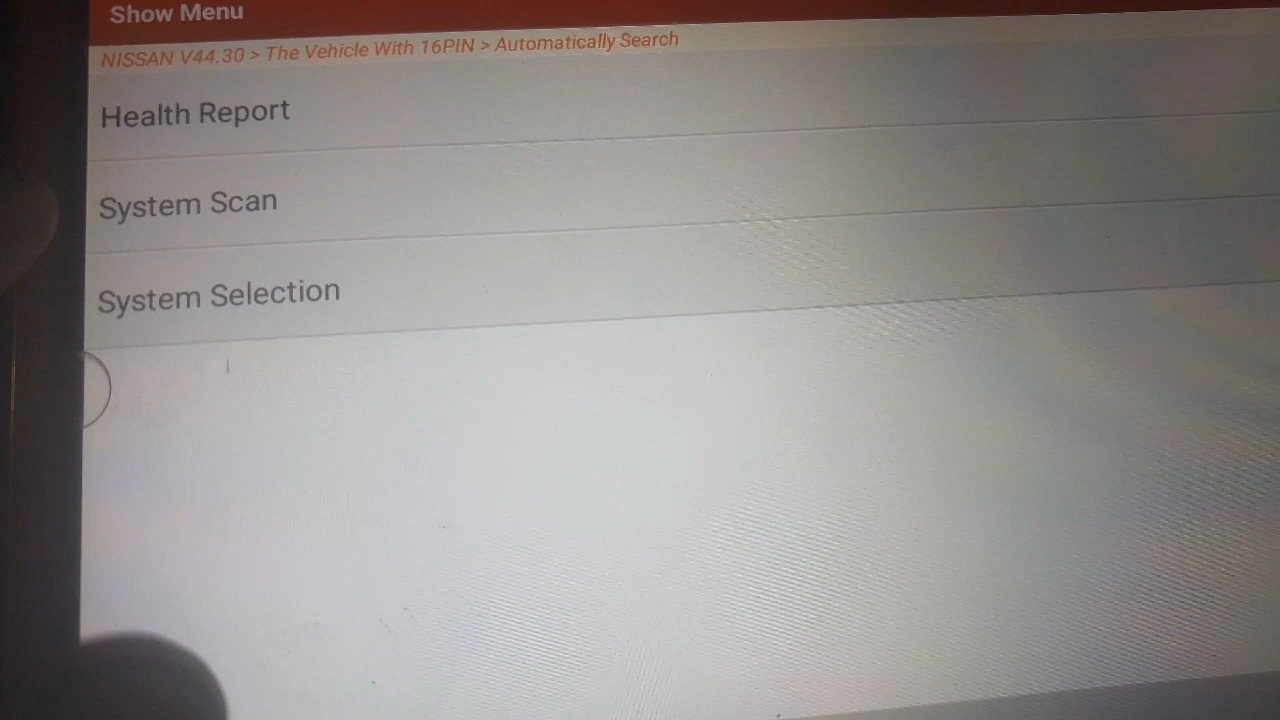 Show Menu
NISSAN V44.30 > The Vehicle With 16PIN > Automatically Search
Health Report
System Scan
System Selection